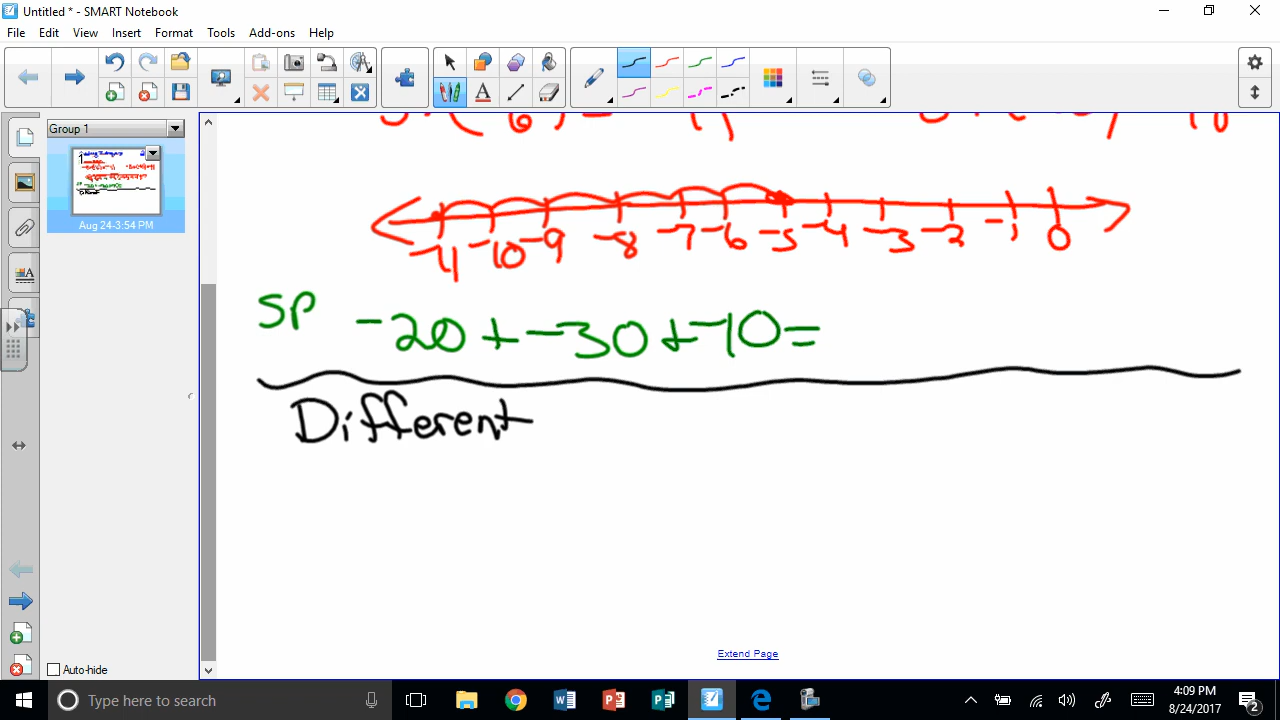 Untitled * - SMART Notebook
File Edit View Insert Format Tools Add-ons Help
Group 1
Aug 24-3:54 PM
-11 -10 -9 -8 -7 -6 -5 -4 -3 -2 -1 0
SP -20 + -30 + -10 =
Different
Extend Page
Auto-hide
Type here to search
4:09 PM
8/24/2017
2